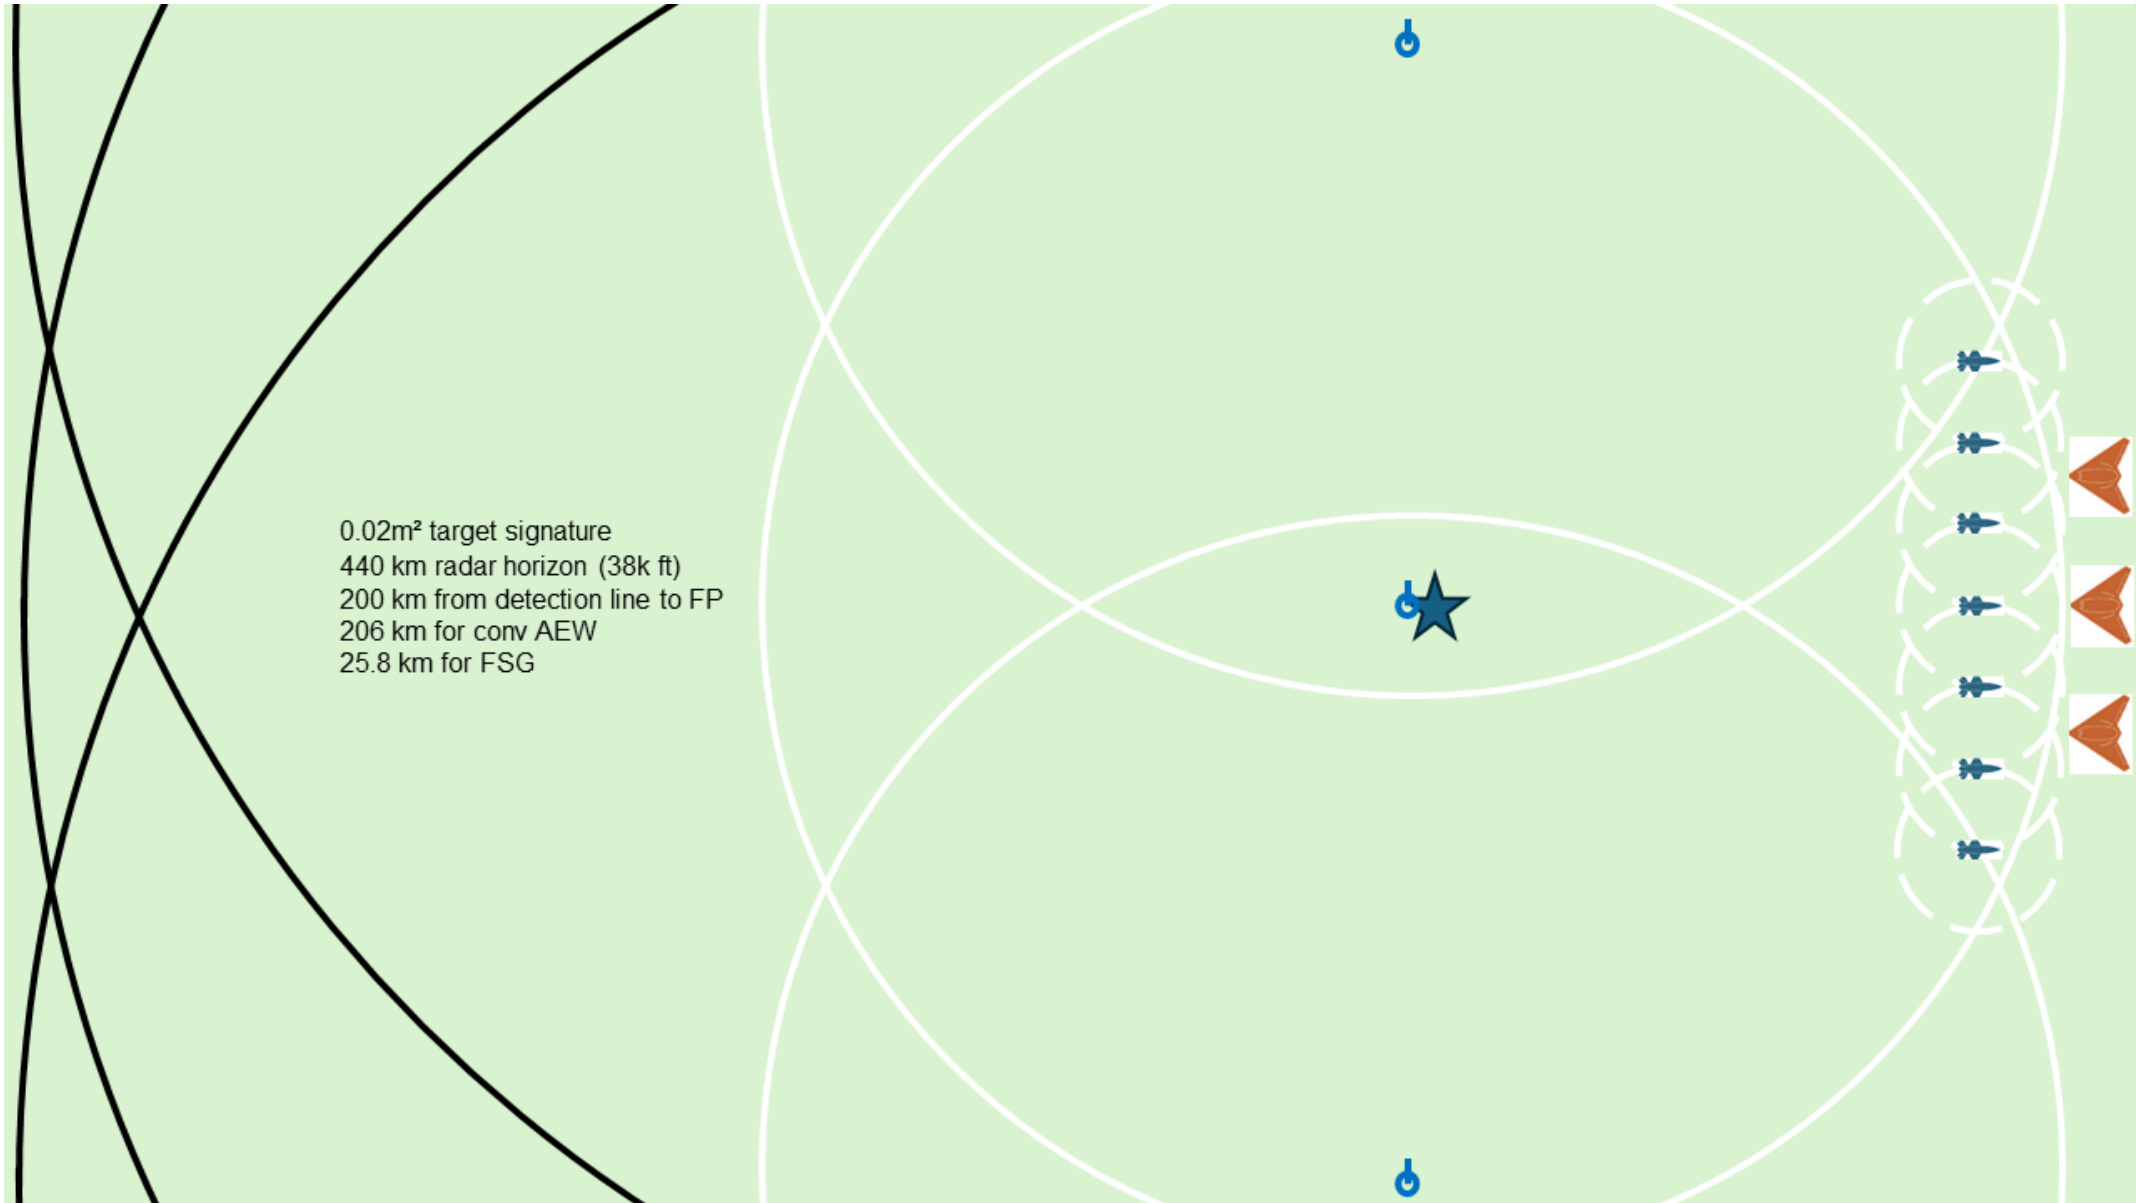 0.02m² target signature
440 km radar horizon (38k ft)
200 km from detection line to FP
206 km for conv AEW
25.8 km for FSG